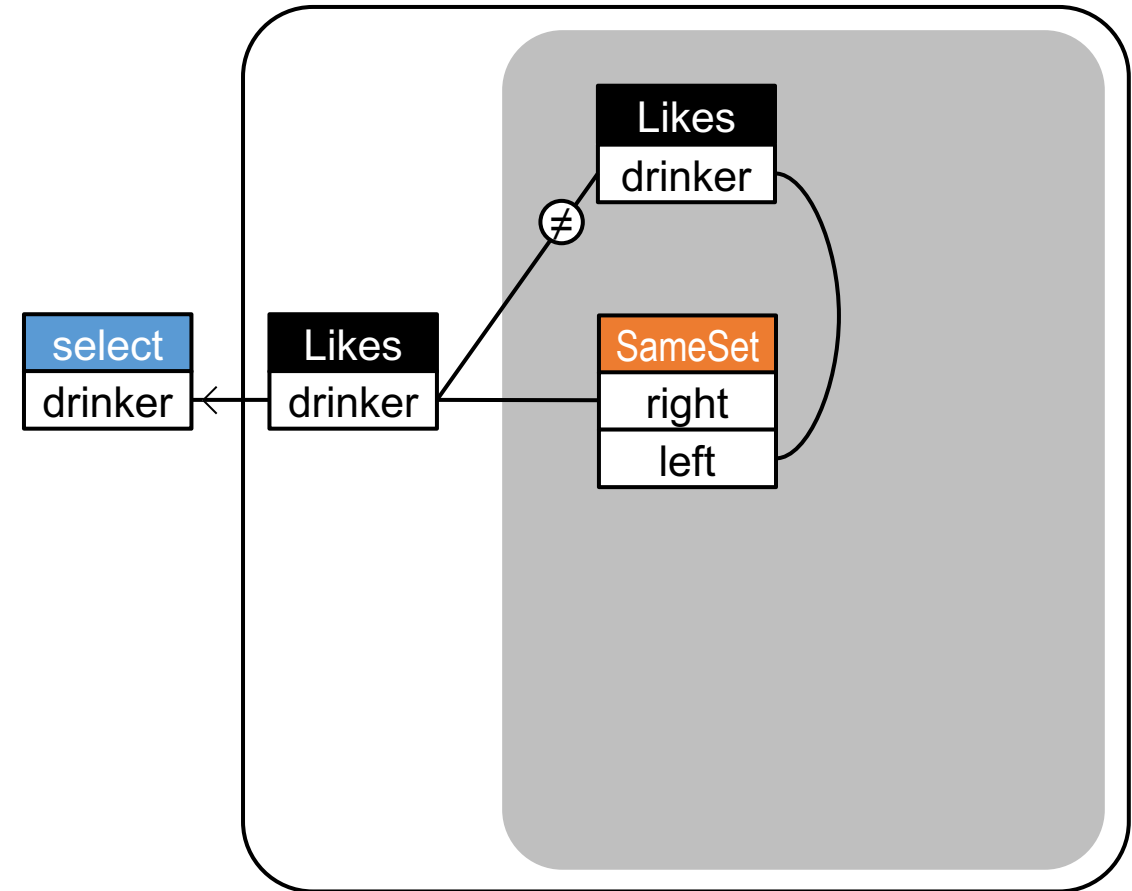 Likes
drinker
≠
select
drinker
Likes
drinker
SameSet
right
left